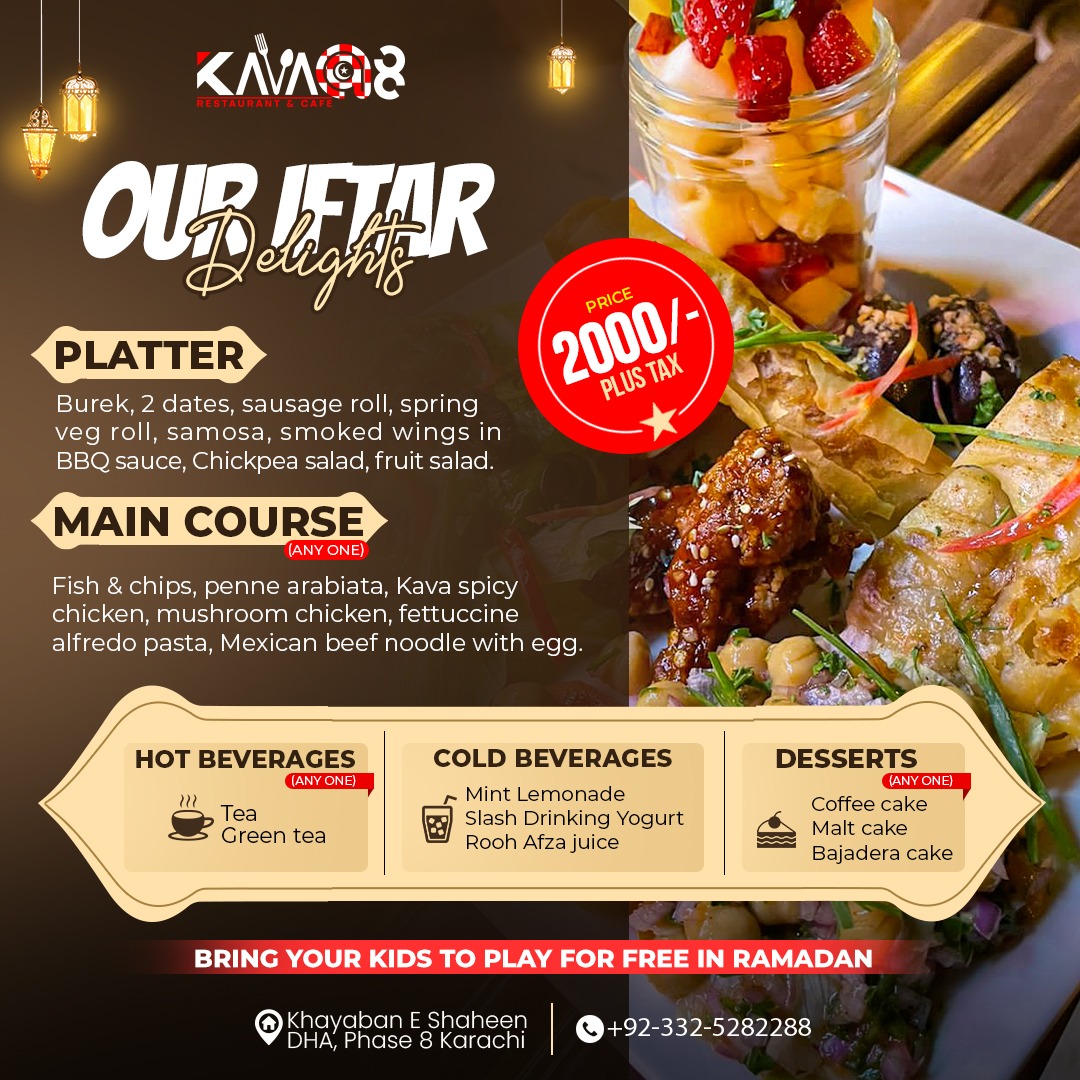 KAVA98
RESTAURANT & CAFE
OUR IFTAR
Delights
PRICE
2000/-
PLUS TAX
PLATTER
Burek, 2 dates, sausage roll, spring
veg roll, samosa, smoked wings in
BBQ sauce, Chickpea salad, fruit salad.
MAIN COURSE
(ANY ONE)
Fish & chips, penne arabiata, Kava spicy
chicken, mushroom chicken, fettuccine
alfredo pasta, Mexican beef noodle with egg.
HOT BEVERAGES
(ANY ONE)
Tea
Green tea
COLD BEVERAGES
Mint Lemonade
Slash Drinking Yogurt
Rooh Afza juice
DESSERTS
(ANY ONE)
Coffee cake
Malt cake
Bajadera cake
BRING YOUR KIDS TO PLAY FOR FREE IN RAMADAN
Khayaban E Shaheen
DHA, Phase 8 Karachi
+92-332-5282288